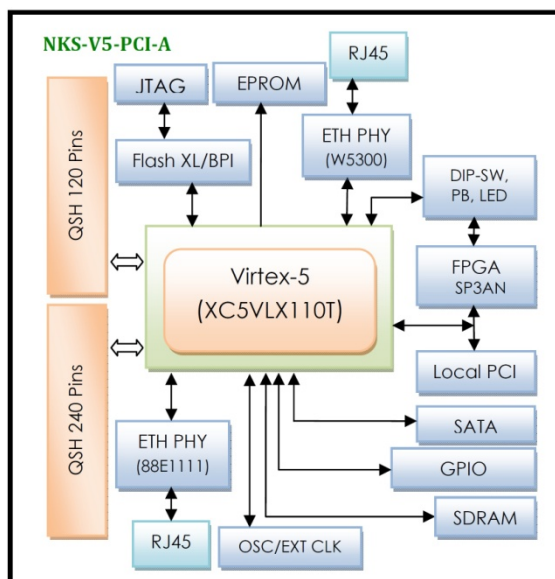 NKS-V5-PCI-A
RJ45
JTAG
EPROM
QSH 120 Pins
Flash XL/BPI
ETH PHY
(W5300)
DIP-SW,
PB, LED
Virtex-5
(XC5VLX110T)
FPGA
SP3AN
Local PCI
QSH 240 Pins
ETH PHY
(88E1111)
SATA
GPIO
SDRAM
RJ45
OSC/EXT CLK